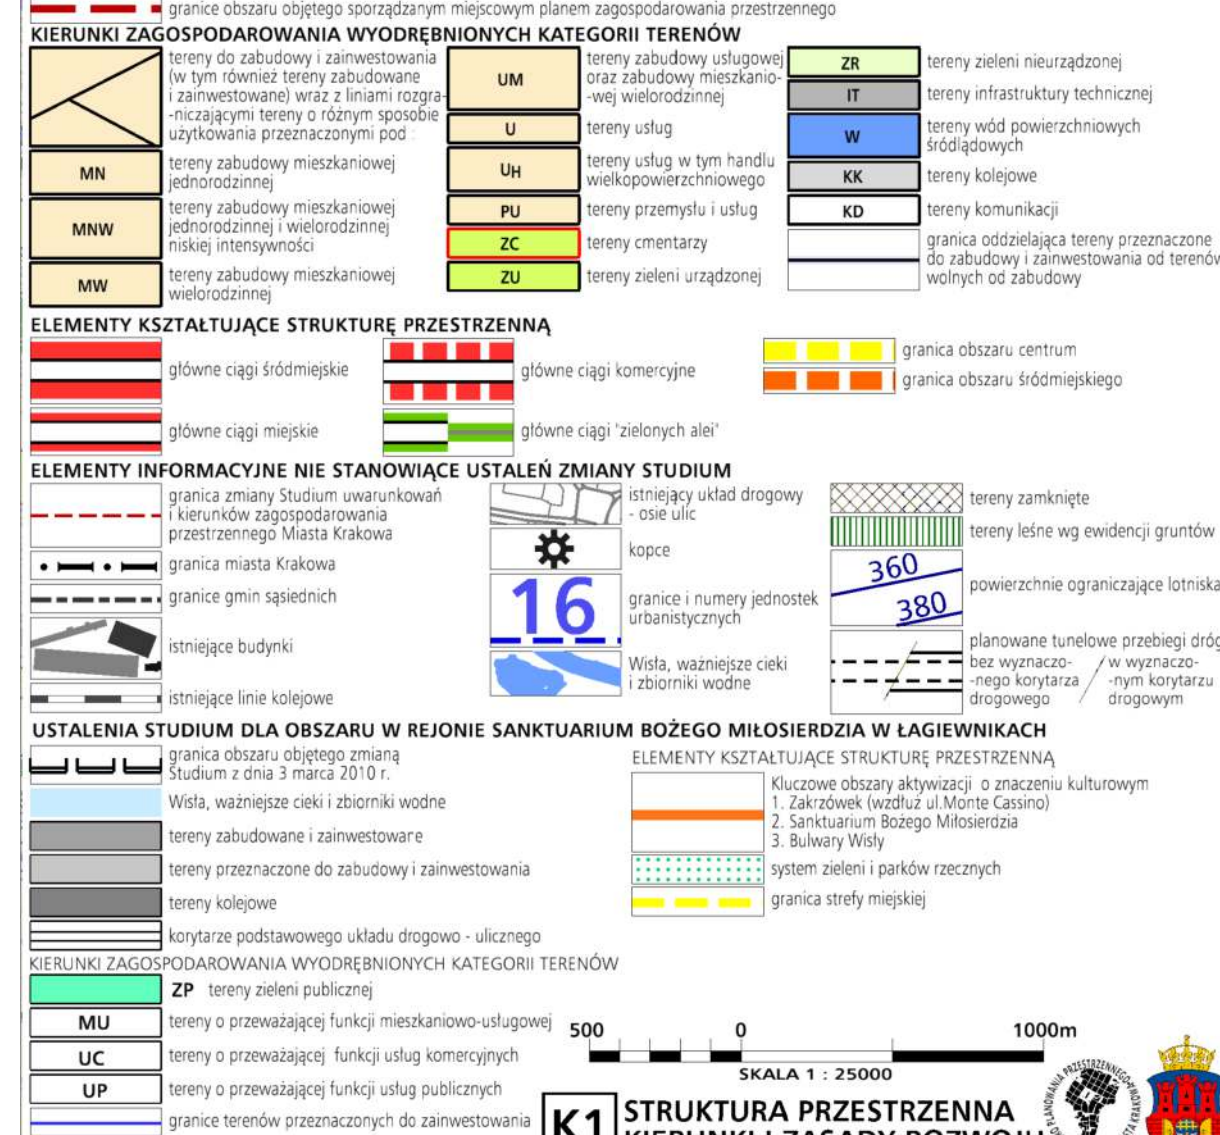 granice obszaru objętego sporządzanym miejscowym planem zagospodarowania przestrzennego
KIERUNKI ZAGOSPODAROWANIA WYODRĘBNIONYCH KATEGORII TERENÓW
tereny do zabudowy i zainwestowania
(w tym również tereny zabudowane
i zainwestowane) wraz z liniami rozgra-
-niczającymi tereny o różnym sposobie
użytkowania przeznaczonymi pod :
MN
tereny zabudowy mieszkaniowej
jednorodzinnej
MNW
tereny zabudowy mieszkaniowej
jednorodzinnej i wielorodzinnej
niskiej intensywności
MW
tereny zabudowy mieszkaniowej
wielorodzinnej
UM
tereny zabudowy usługowej
oraz zabudowy mieszkanio-
-wej wielorodzinnej
U
tereny usług
UH
tereny usług w tym handlu
wielkopowierzchniowego
PU
tereny przemysłu i usług
ZC
tereny cmentarzy
ZU
tereny zieleni urządzonej
ZR
tereny zieleni nieurządzonej
IT
tereny infrastruktury technicznej
W
tereny wód powierzchniowych
śródlądowych
KK
tereny kolejowe
KD
tereny komunikacji
granica oddzielająca tereny przeznaczone
do zabudowy i zainwestowania od terenów
wolnych od zabudowy
ELEMENTY KSZTAŁTUJĄCE STRUKTURĘ PRZESTRZENNĄ
główne ciągi śródmiejskie
główne ciągi miejskie
główne ciągi komercyjne
główne ciągi "zielonych alei"
granica obszaru centrum
granica obszaru śródmiejskiego
ELEMENTY INFORMACYJNE NIE STANOWIĄCE USTALEŃ ZMIANY STUDIUM
granica zmiany Studium uwarunkowań
i kierunków zagospodarowania
przestrzennego Miasta Krakowa
granica miasta Krakowa
granice gmin sąsiednich
istniejące budynki
istniejące linie kolejowe
istniejący układ drogowy
- osie ulic
kopce
16
granice i numery jednostek
urbanistycznych
Wisła, ważniejsze cieki
i zbiorniki wodne
tereny zamknięte
tereny leśne wg ewidencji gruntów
360
380
powierzchnie ograniczające lotniska
planowane tunelowe przebiegi dróg
bez wyznaczo- / w wyznaczo-
-nego korytarza / -nym korytarzu
drogowego / drogowym
USTALENIA STUDIUM DLA OBSZARU W REJONIE SANKTUARIUM BOŻEGO MIŁOSIERDZIA W ŁAGIEWNIKACH
granica obszaru objętego zmianą
Studium z dnia 3 marca 2010 r.
Wisła, ważniejsze cieki i zbiorniki wodne
tereny zabudowane i zainwestowane
tereny przeznaczone do zabudowy i zainwestowania
tereny kolejowe
korytarze podstawowego układu drogowo - ulicznego
ELEMENTY KSZTAŁTUJĄCE STRUKTURĘ PRZESTRZENNĄ
Kluczowe obszary aktywizacji o znaczeniu kulturowym
1. Zakrzówek (wzdłuż ul.Monte Cassino)
2. Sanktuarium Bożego Miłosierdzia
3. Bulwary Wisły
system zieleni i parków rzecznych
granica strefy miejskiej
KIERUNKI ZAGOSPODAROWANIA WYODRĘBNIONYCH KATEGORII TERENÓW
ZP tereny zieleni publicznej
MU
tereny o przeważającej funkcji mieszkaniowo-usługowej
UC
tereny o przeważającej funkcji usług komercyjnych
UP
tereny o przeważającej funkcji usług publicznych
granice terenów przeznaczonych do zainwestowania
500 0 1000m
SKALA 1 : 25000
K1
STRUKTURA PRZESTRZENNA
KIERUNKI I ZASADY ROZWOJU